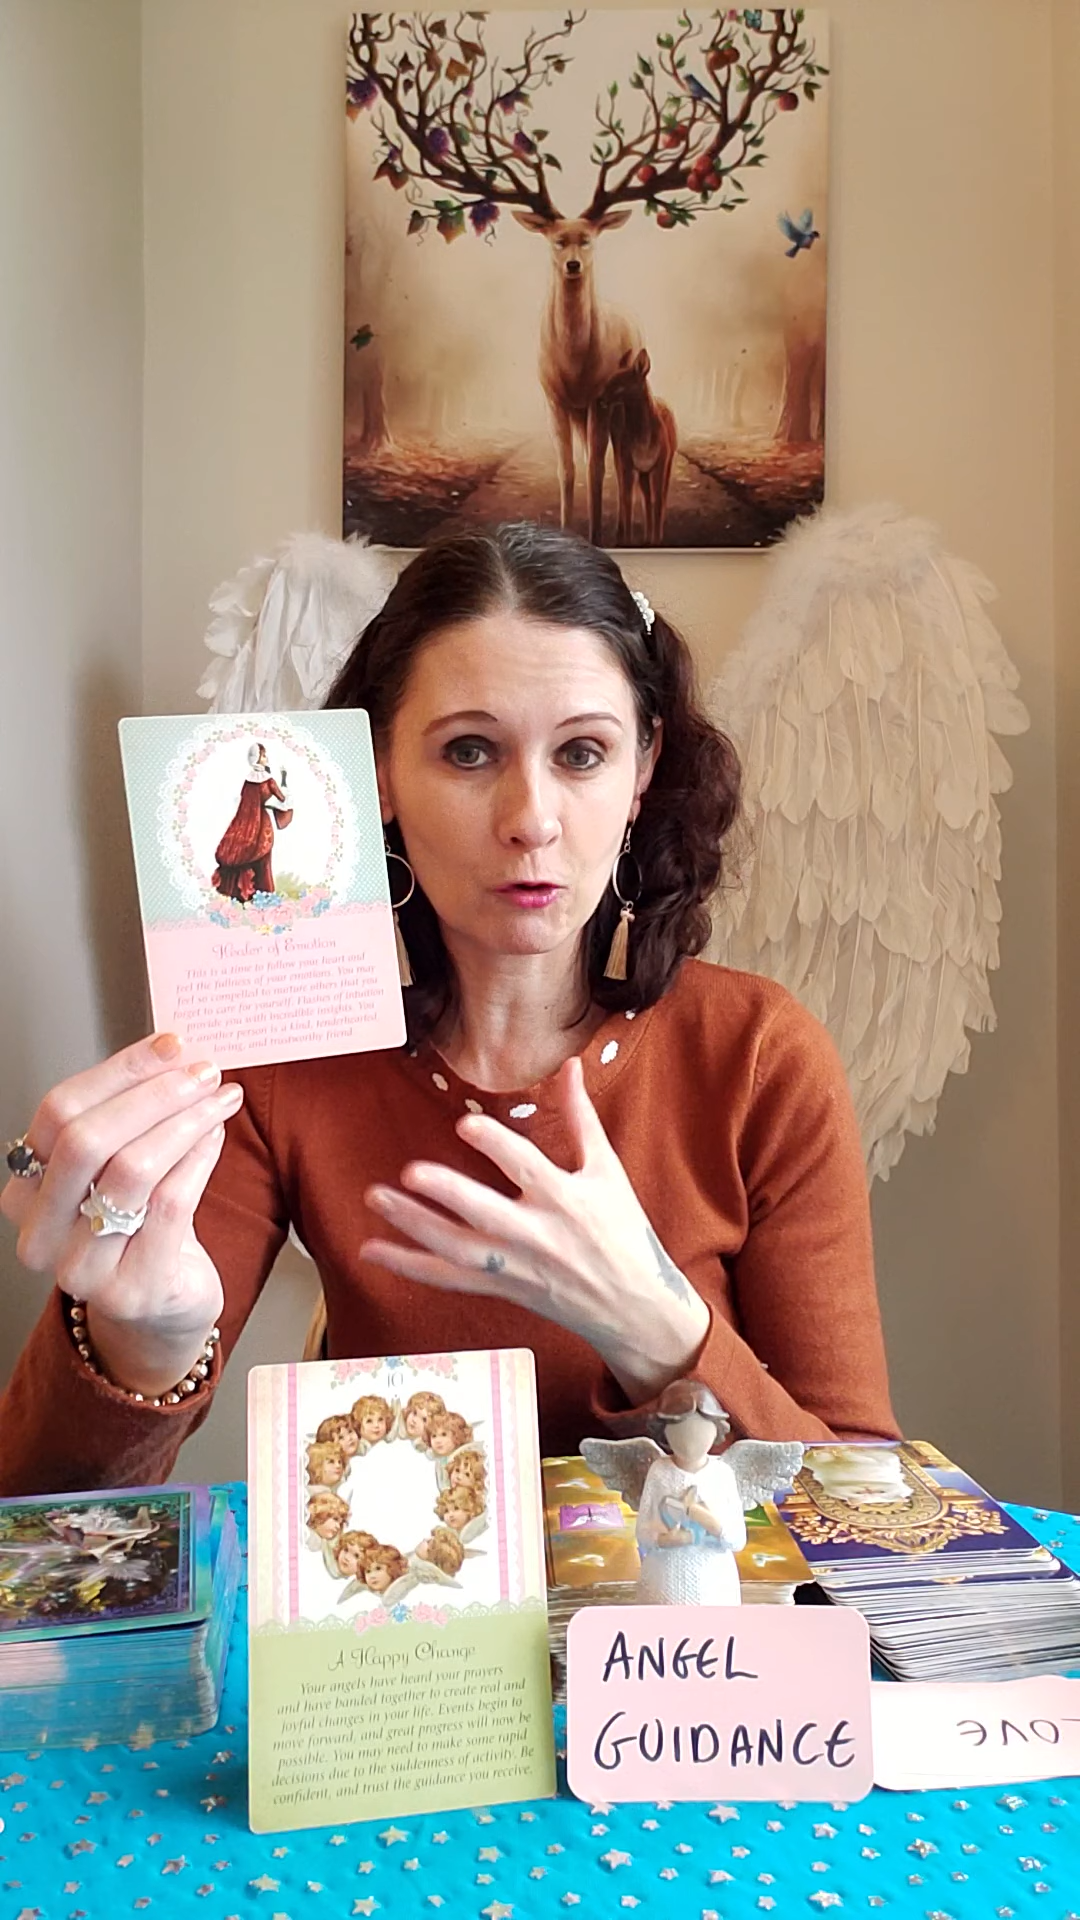 Healer of Emotion
This is a time to follow your heart and
feel the fullness of your emotions. You may
feel so compelled to nurture others that you
forget to care for yourself. Flashes of intuition
provide you with incredible insights. You
or another person is a kind, tenderhearted,
loving, and trustworthy friend.
10
A Happy Change
Your angels have heard your prayers
and have banded together to create real and
joyful changes in your life. Events begin to
move forward, and great progress will now be
possible. You may need to make some rapid
decisions due to the suddenness of activity. Be
confident, and trust the guidance you receive.
ANGEL
GUIDANCE
LOVE